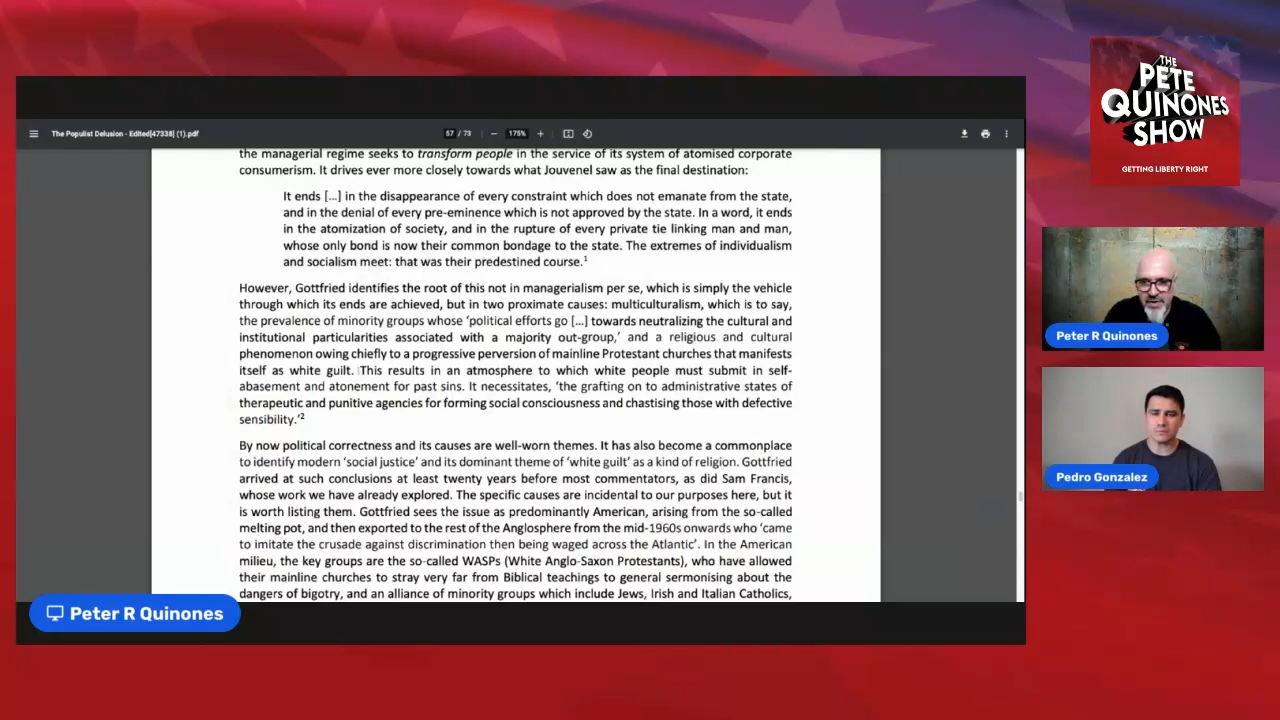 The Populist Delusion - Edited[47338] (1).pdf
57 / 73
175%
the managerial regime seeks to transform people in the service of its system of atomised corporate
consumerism. It drives ever more closely towards what Jouvenel saw as the final destination:
It ends [...] in the disappearance of every constraint which does not emanate from the state,
and in the denial of every pre-eminence which is not approved by the state. In a word, it ends
in the atomization of society, and in the rupture of every private tie linking man and man,
whose only bond is now their common bondage to the state. The extremes of individualism
and socialism meet: that was their predestined course.1
However, Gottfried identifies the root of this not in managerialism per se, which is simply the vehicle
through which its ends are achieved, but in two proximate causes: multiculturalism, which is to say,
the prevalence of minority groups whose ‘political efforts go [...] towards neutralizing the cultural and
institutional particularities associated with a majority out-group,’ and a religious and cultural
phenomenon owing chiefly to a progressive perversion of mainline Protestant churches that manifests
itself as white guilt. This results in an atmosphere to which white people must submit in self-
abasement and atonement for past sins. It necessitates, ‘the grafting on to administrative states of
therapeutic and punitive agencies for forming social consciousness and chastising those with defective
sensibility.’2
By now political correctness and its causes are well-worn themes. It has also become a commonplace
to identify modern ‘social justice’ and its dominant theme of ‘white guilt’ as a kind of religion. Gottfried
arrived at such conclusions at least twenty years before most commentators, as did Sam Francis,
whose work we have already explored. The specific causes are incidental to our purposes here, but it
is worth listing them. Gottfried sees the issue as predominantly American, arising from the so-called
melting pot, and then exported to the rest of the Anglosphere from the mid-1960s onwards who ‘came
to imitate the crusade against discrimination then being waged across the Atlantic’. In the American
milieu, the key groups are the so-called WASPs (White Anglo-Saxon Protestants), who have allowed
their mainline churches to stray very far from Biblical teachings to general sermonising about the
dangers of bigotry, and an alliance of minority groups which include Jews, Irish and Italian Catholics,
Peter R Quinones
THE
PETE
QUINONES
SHOW
GETTING LIBERTY RIGHT
Peter R Quinones
Pedro Gonzalez